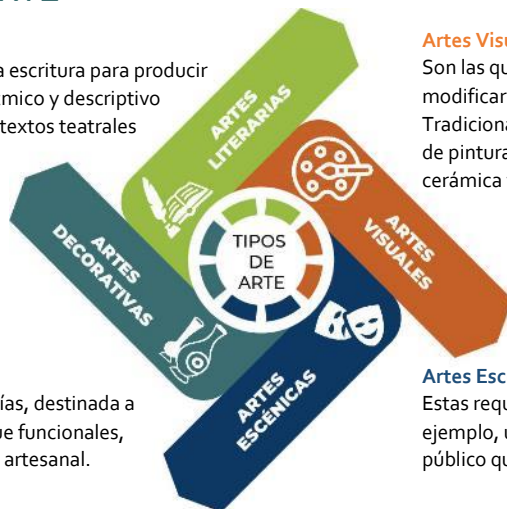 a escritura para producir
mico y descriptivo
textos teatrales
ARTES
LITERARIAS
Artes Visu
Son las qu
modificar
Tradiciona
de pintura
cerámica
ARTES
VISUALES
TIPOS
DE
ARTE
ARTES
DECORATIVAS
ARTES
ESCÉNICAS
ías, destinada a
ue funcionales,
artesanal.
Artes Esc
Estas requ
ejemplo, u
público qu